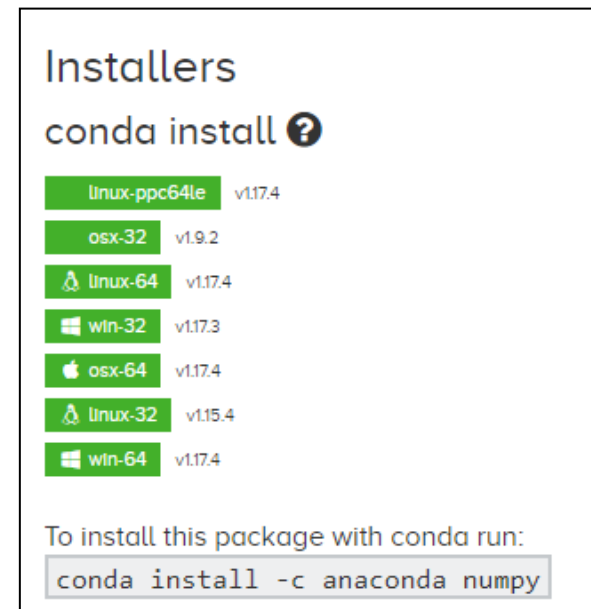 Installers
conda install ?
linux-ppc64le v1.17.4
osx-32 v1.9.2
linux-64 v1.17.4
win-32 v1.17.3
osx-64 v1.17.4
linux-32 v1.15.4
win-64 v1.17.4
To install this package with conda run:
conda install -c anaconda numpy